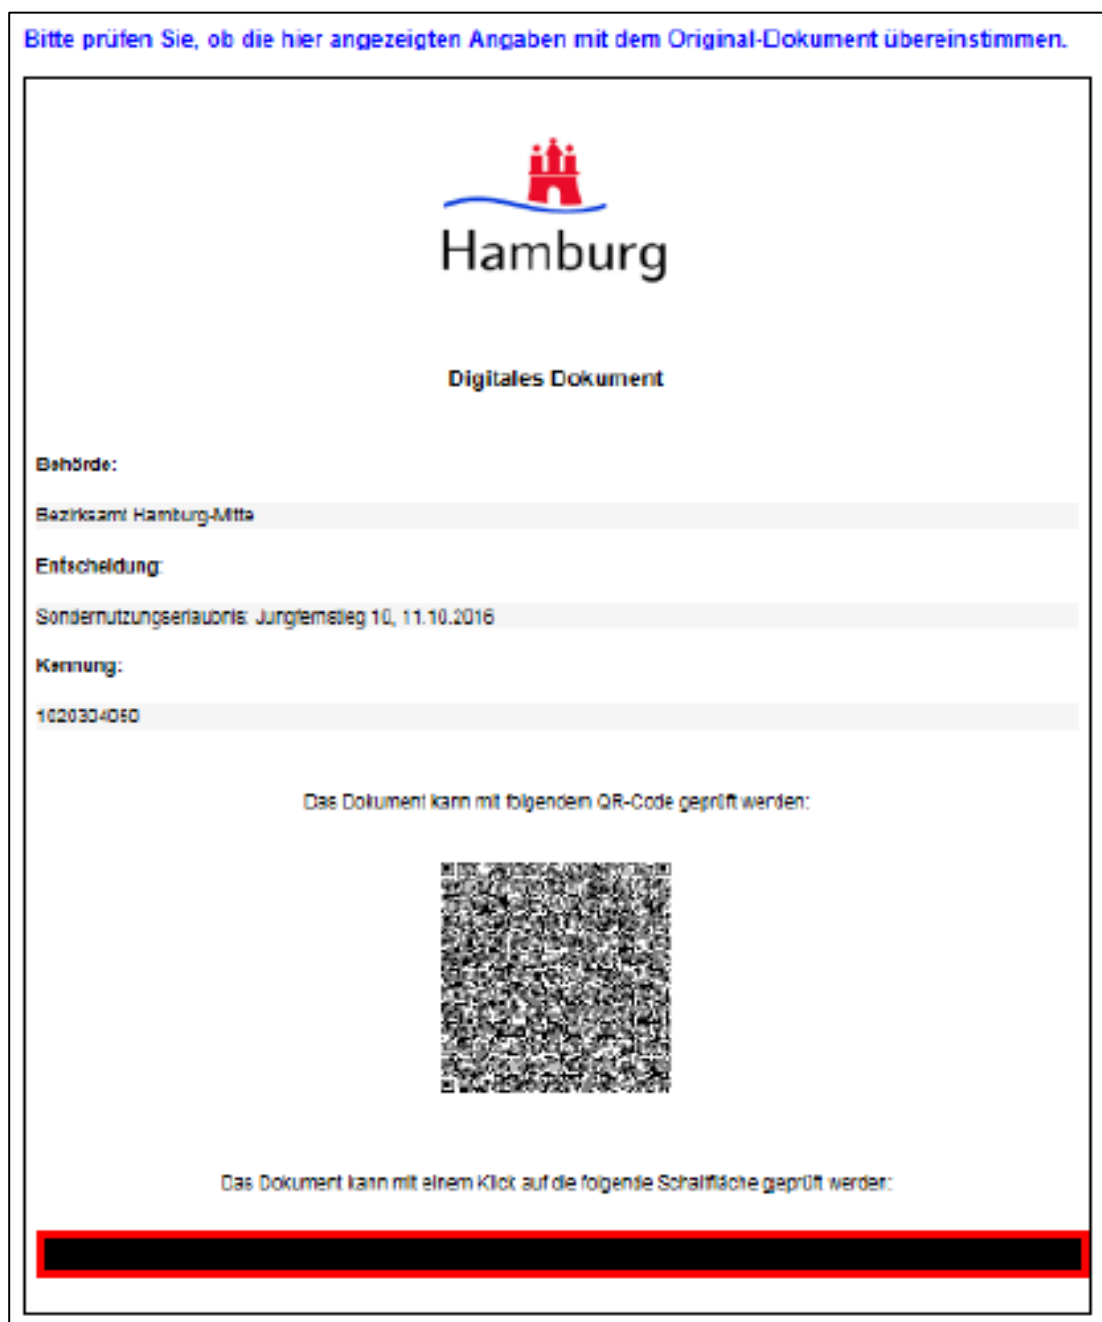 Bitte prüfen Sie, ob die hier angezeigten Angaben mit dem Original-Dokument übereinstimmen.
Hamburg
Digitales Dokument
Behörde:
Bezirksamt Hamburg-Mitte
Entscheidung:
Sondernutzungserlaubnis: Jungfernstieg 10, 11.10.2016
Kennung:
1020304050
Das Dokument kann mit folgendem QR-Code geprüft werden:
Das Dokument kann mit einem Klick auf die folgende Schaltfläche geprüft werden: